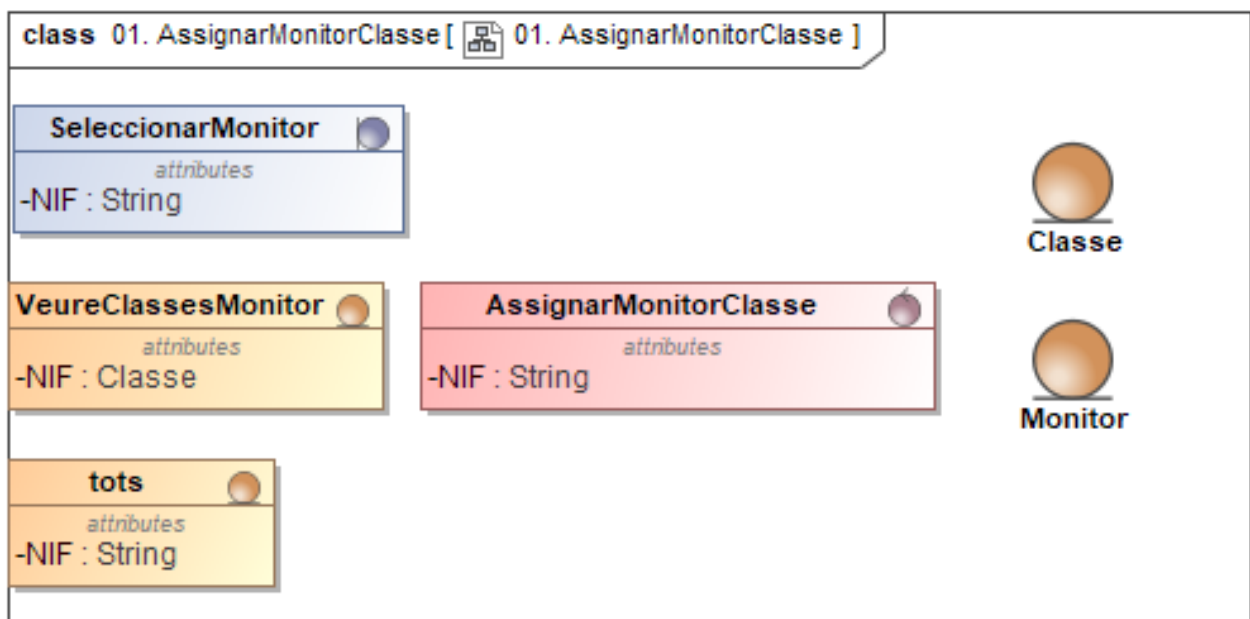 class 01. AssignarMonitorClasse [ 01. AssignarMonitorClasse ]
SeleccionarMonitor
attributes
-NIF : String
Classe
VeureClassesMonitor
attributes
-NIF : Classe
AssignarMonitorClasse
attributes
-NIF : String
Monitor
tots
attributes
-NIF : String